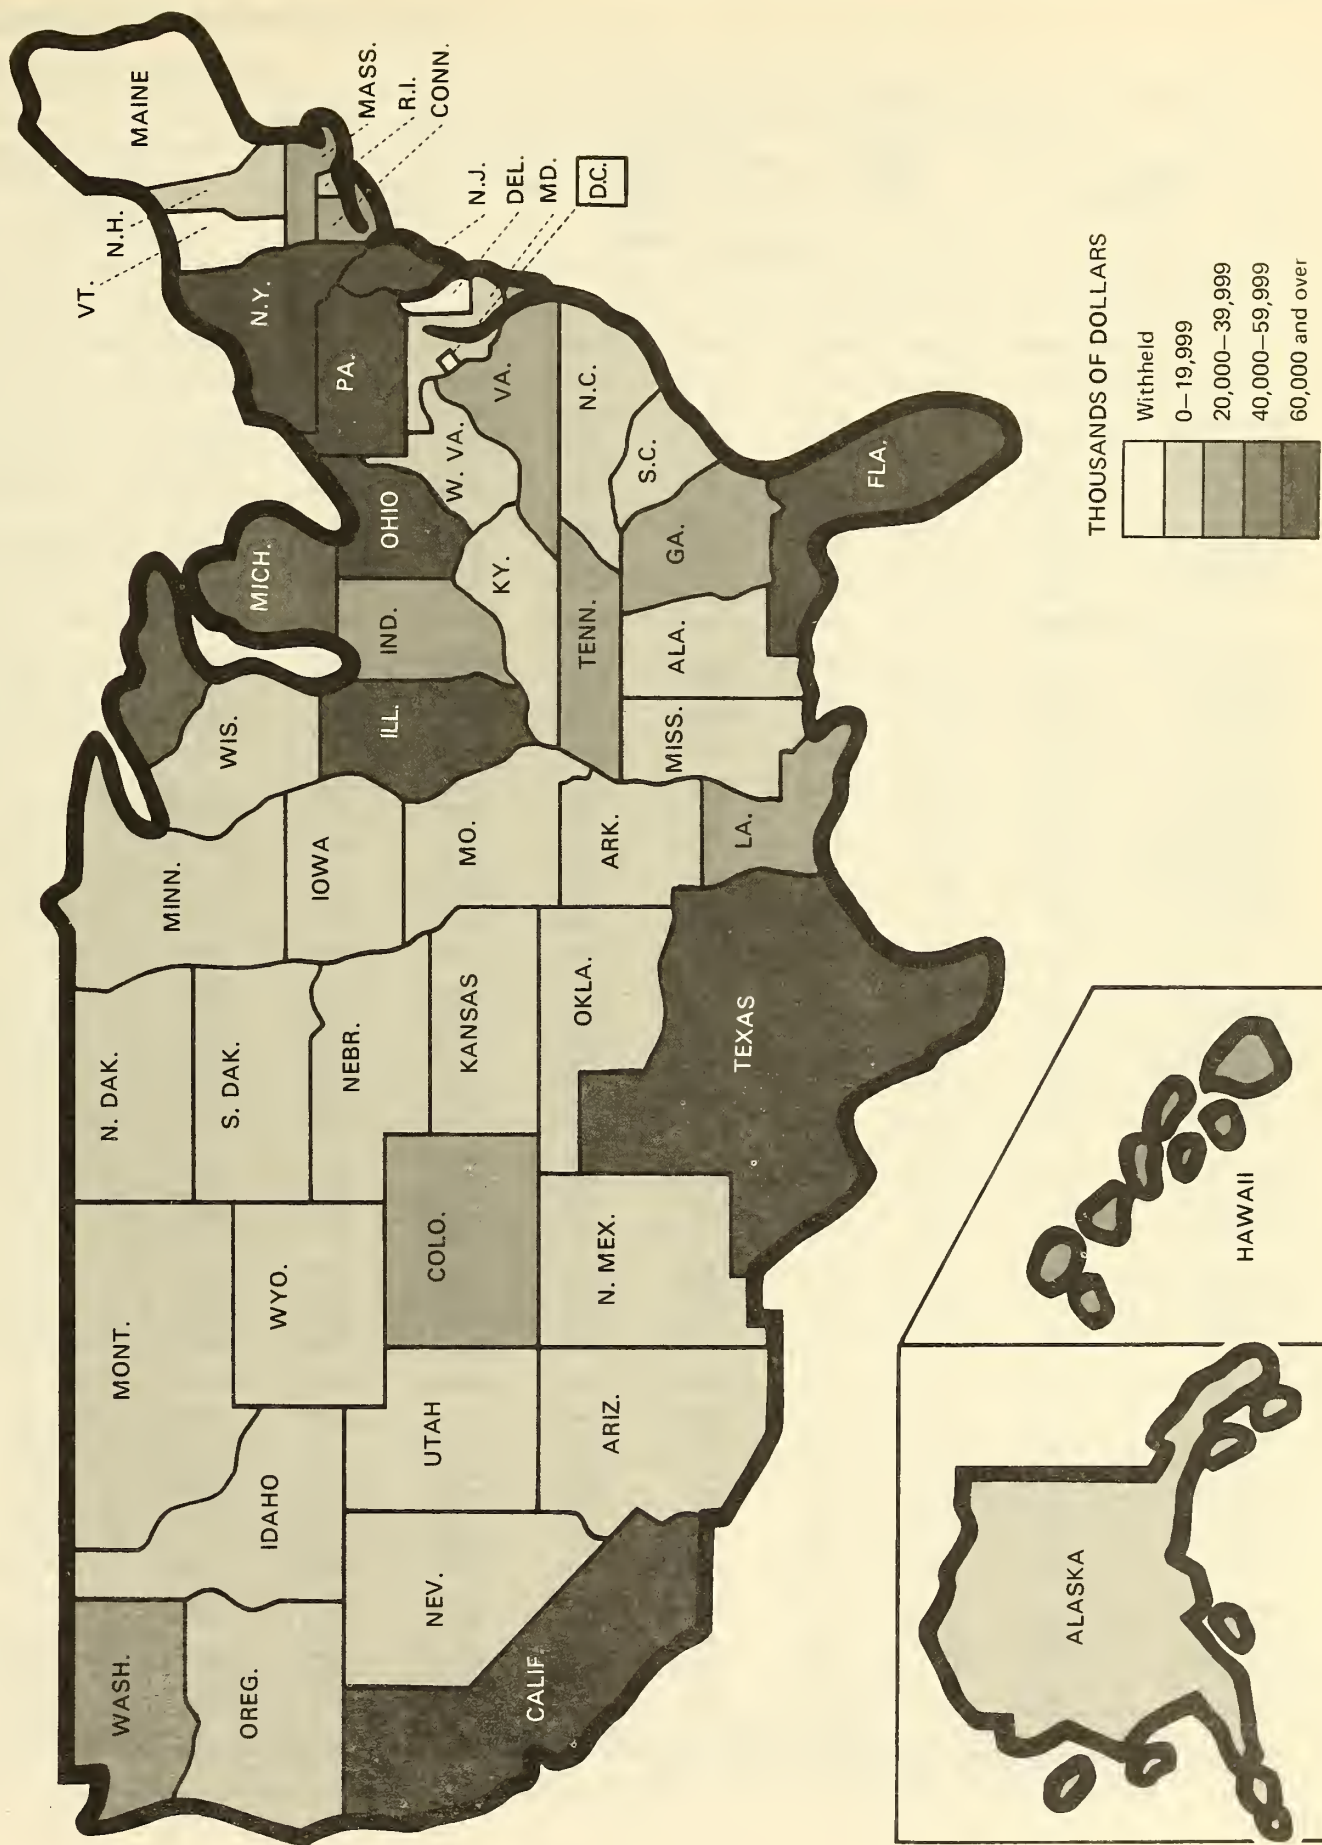 WASH.
OREG.
CALIF.
NEV.
IDAHO
MONT.
WYO.
UTAH
ARIZ.
COLO.
N. MEX.
N. DAK.
S. DAK.
NEBR.
KANSAS
OKLA.
TEXAS
MINN.
IOWA
MO.
ARK.
LA.
WIS.
ILL.
MICH.
IND.
OHIO
KY.
TENN.
MISS.
ALA.
GA.
FLA.
S.C.
N.C.
VA.
W. VA.
PA.
N.Y.
VT.
N.H.
MAINE
MASS.
R.I.
CONN.
N.J.
DEL.
MD.
D.C.
ALASKA
HAWAII
THOUSANDS OF DOLLARS
Withheld
0–19,999
20,000–39,999
40,000–59,999
60,000 and over